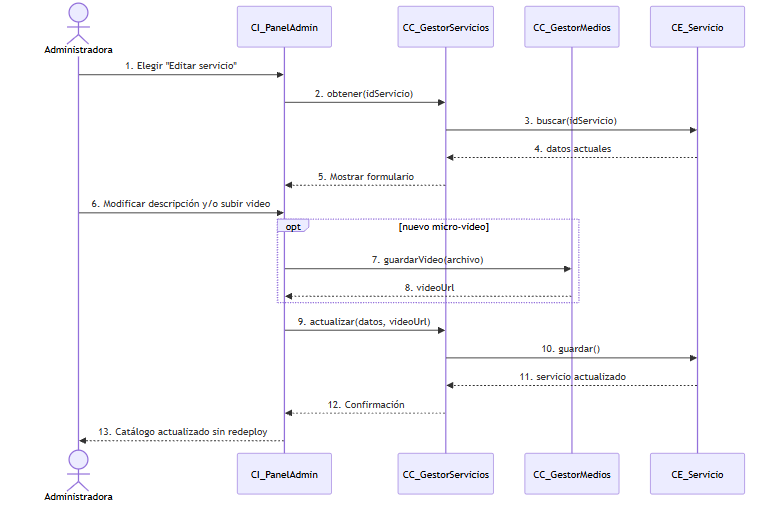 Administradora
CI_PanelAdmin
CC_GestorServicios
CC_GestorMedios
CE_Servicio
1. Elegir "Editar servicio"
2. obtener(idServicio)
3. buscar(idServicio)
4. datos actuales
5. Mostrar formulario
6. Modificar descripción y/o subir video
opt
[nuevo micro-video]
7. guardarVideo(archivo)
8. videoUrl
9. actualizar(datos, videoUrl)
10. guardar()
11. servicio actualizado
12. Confirmación
13. Catálogo actualizado sin redeploy
Administradora
CI_PanelAdmin
CC_GestorServicios
CC_GestorMedios
CE_Servicio